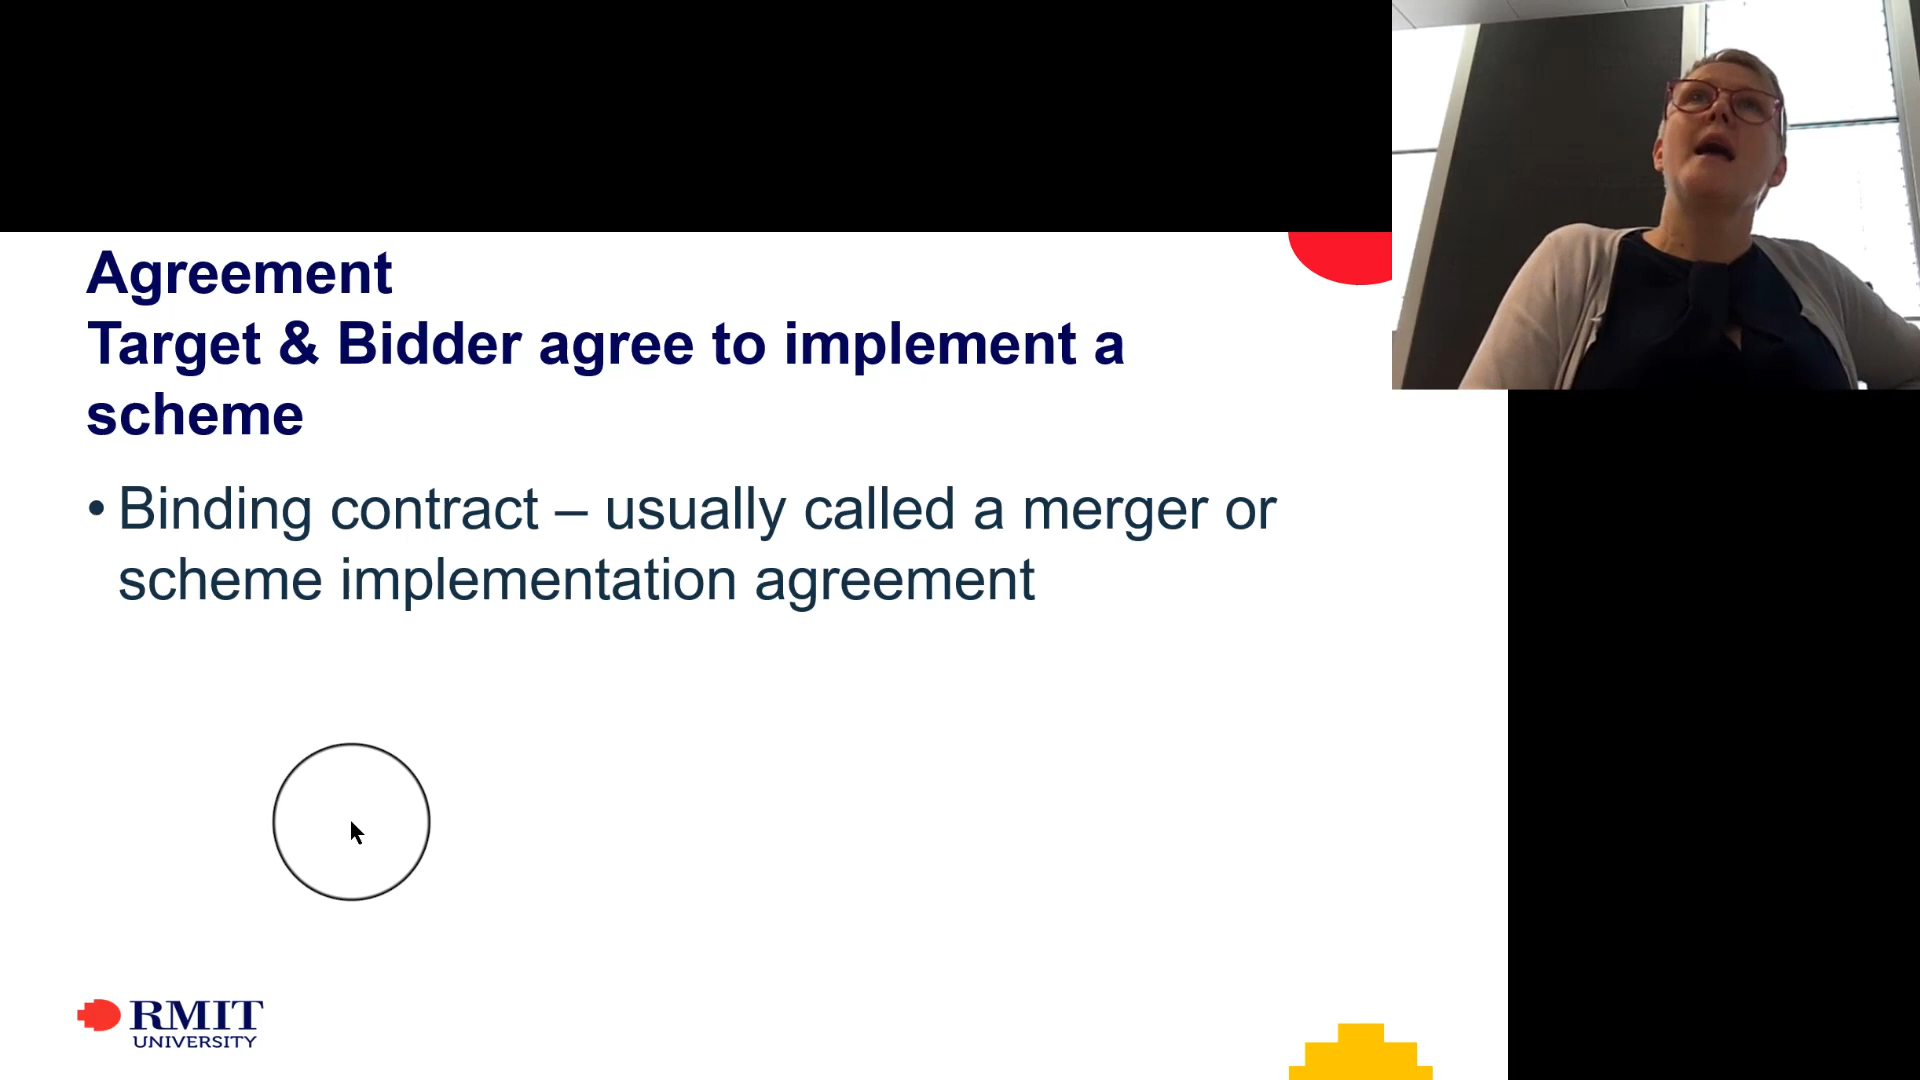 Agreement
Target & Bidder agree to implement a
scheme
• Binding contract – usually called a merger or
scheme implementation agreement
RMIT
UNIVERSITY